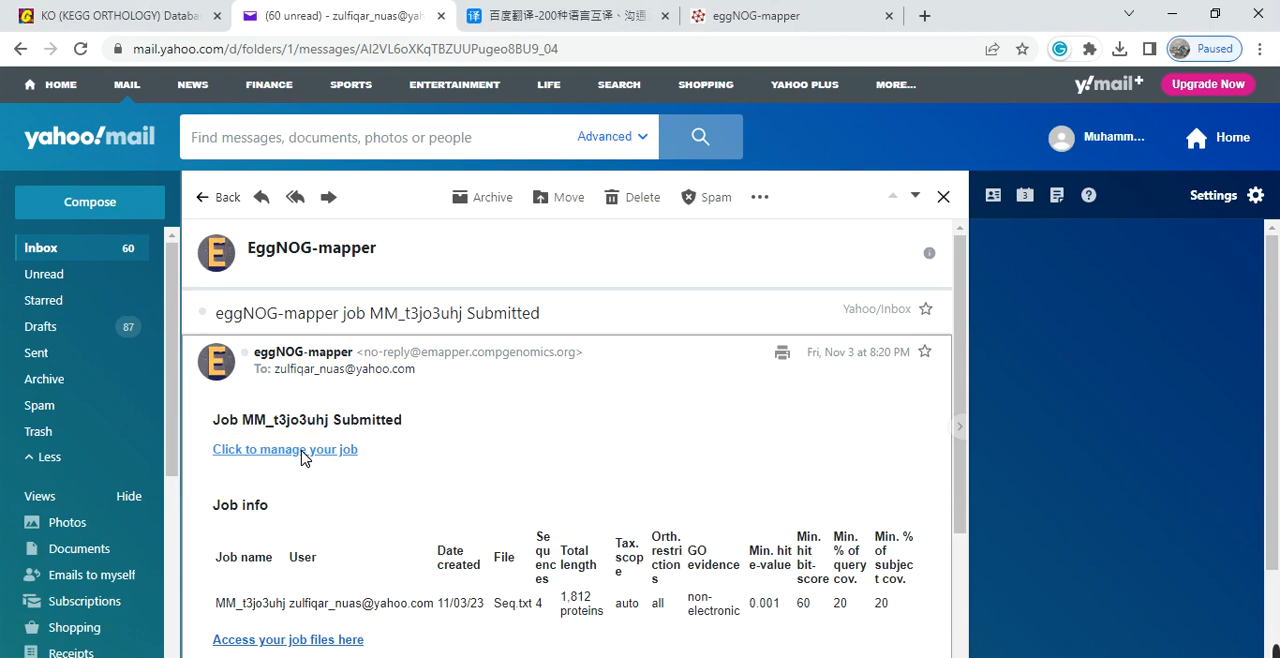 KO (KEGG ORTHOLOGY) Databa
(60 unread) - zulfiqar_nuas@yah
百度翻译-200种语言互译、沟通
eggNOG-mapper
mail.yahoo.com/d/folders/1/messages/AI2VL6oXKqTBZUUPugeo8BU9_04
Paused
HOME MAIL NEWS FINANCE SPORTS ENTERTAINMENT LIFE SEARCH SHOPPING YAHOO PLUS MORE...
y!mail+
Upgrade Now
yahoo!mail
Find messages, documents, photos or people
Advanced
Muhamm...
Home
Compose
Back
Archive
Move
Delete
Spam
3
Settings
Inbox 60
Unread
Starred
Drafts 87
Sent
Archive
Spam
Trash
Less
Views Hide
Photos
Documents
Emails to myself
Subscriptions
Shopping
Receipts
E
EggNOG-mapper
eggNOG-mapper job MM_t3jo3uhj Submitted
Yahoo/Inbox
E
eggNOG-mapper <no-reply@emapper.compgenomics.org>
Fri, Nov 3 at 8:20 PM
To: zulfiqar_nuas@yahoo.com
Job MM_t3jo3uhj Submitted
Click to manage your job
Job info
Job name User Date created File Sequences Total length Tax. scope Orth. restrictions GO evidence Min. hit e-value Min. hit bit-score Min. % of query cov. Min. % of subject cov.
MM_t3jo3uhj zulfiqar_nuas@yahoo.com 11/03/23 Seq.txt 4 1,812 proteins auto all non-electronic 0.001 60 20 20
Access your job files here